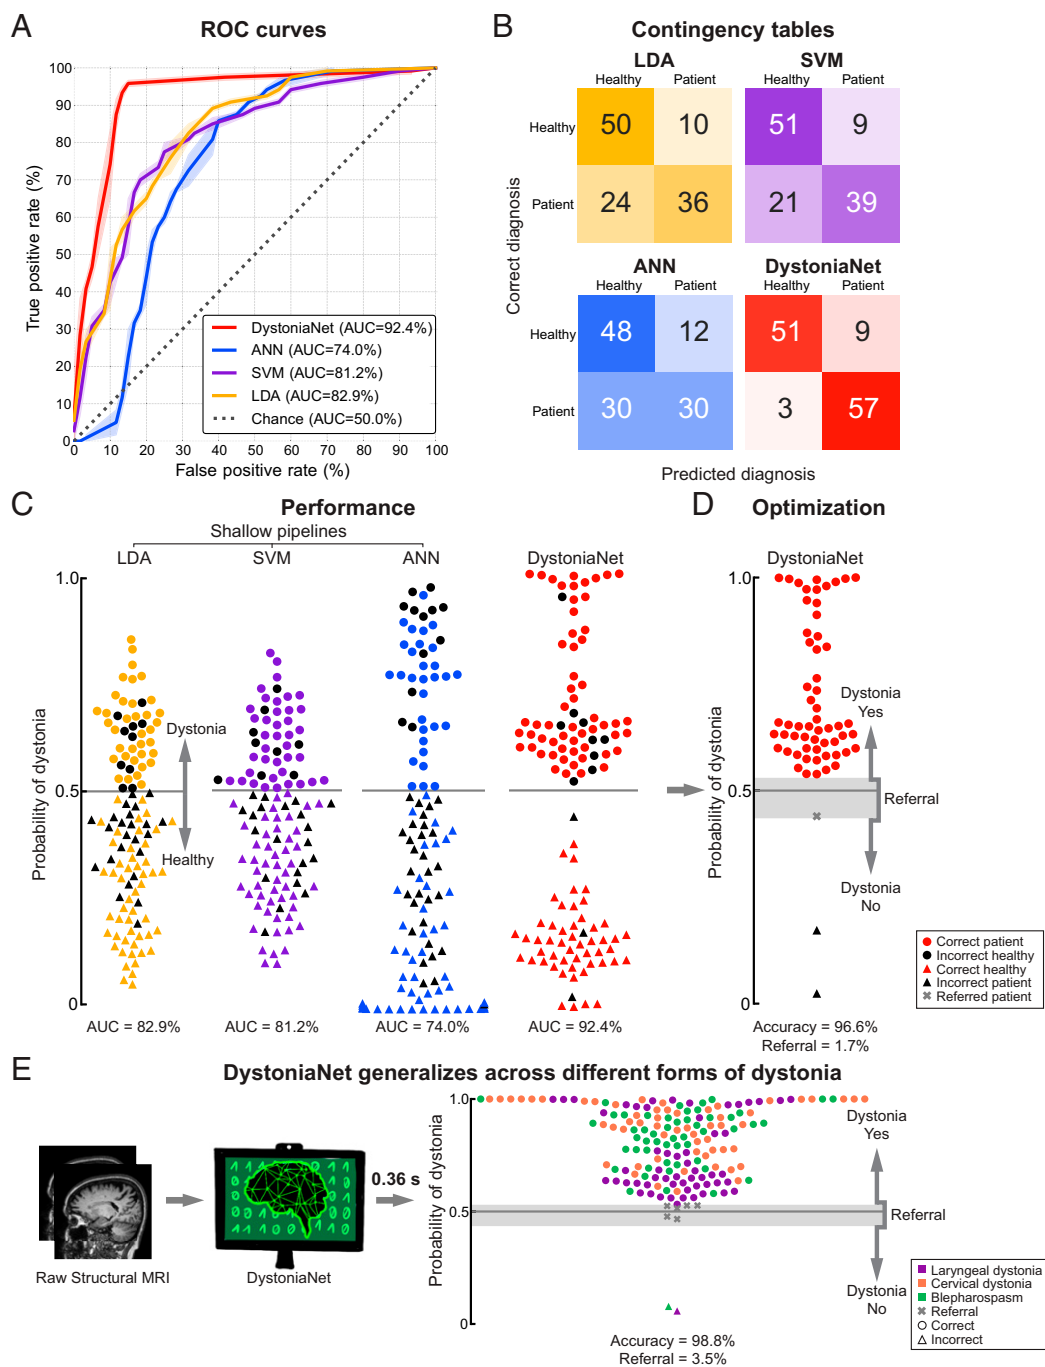 A
ROC curves
True positive rate (%)
100
90
80
70
60
50
40
30
20
10
0
0 10 20 30 40 50 60 70 80 90 100
False positive rate (%)
DystoniaNet (AUC=92.4%)
ANN (AUC=74.0%)
SVM (AUC=81.2%)
LDA (AUC=82.9%)
Chance (AUC=50.0%)
B
Contingency tables
Correct diagnosis
LDA
Healthy Patient
Healthy 50 10
Patient 24 36
SVM
Healthy Patient
51 9
21 39
ANN
Healthy Patient
Healthy 48 12
Patient 30 30
DystoniaNet
Healthy Patient
51 9
3 57
Predicted diagnosis
C
Performance
Shallow pipelines
LDA SVM ANN DystoniaNet
Probability of dystonia
1.0
0.5
0
Dystonia
Healthy
AUC = 82.9% AUC = 81.2% AUC = 74.0% AUC = 92.4%
D
Optimization
DystoniaNet
Probability of dystonia
1.0
0.5
0
Dystonia
Yes
Referral
Dystonia
No
Accuracy = 96.6%
Referral = 1.7%
Correct patient
Incorrect healthy
Correct healthy
Incorrect patient
Referred patient
E
DystoniaNet generalizes across different forms of dystonia
Raw Structural MRI
DystoniaNet
0.36 s
Probability of dystonia
1.0
0.5
0
Dystonia
Yes
Referral
Dystonia
No
Accuracy = 98.8%
Referral = 3.5%
Laryngeal dystonia
Cervical dystonia
Blepharospasm
Referral
Correct
Incorrect